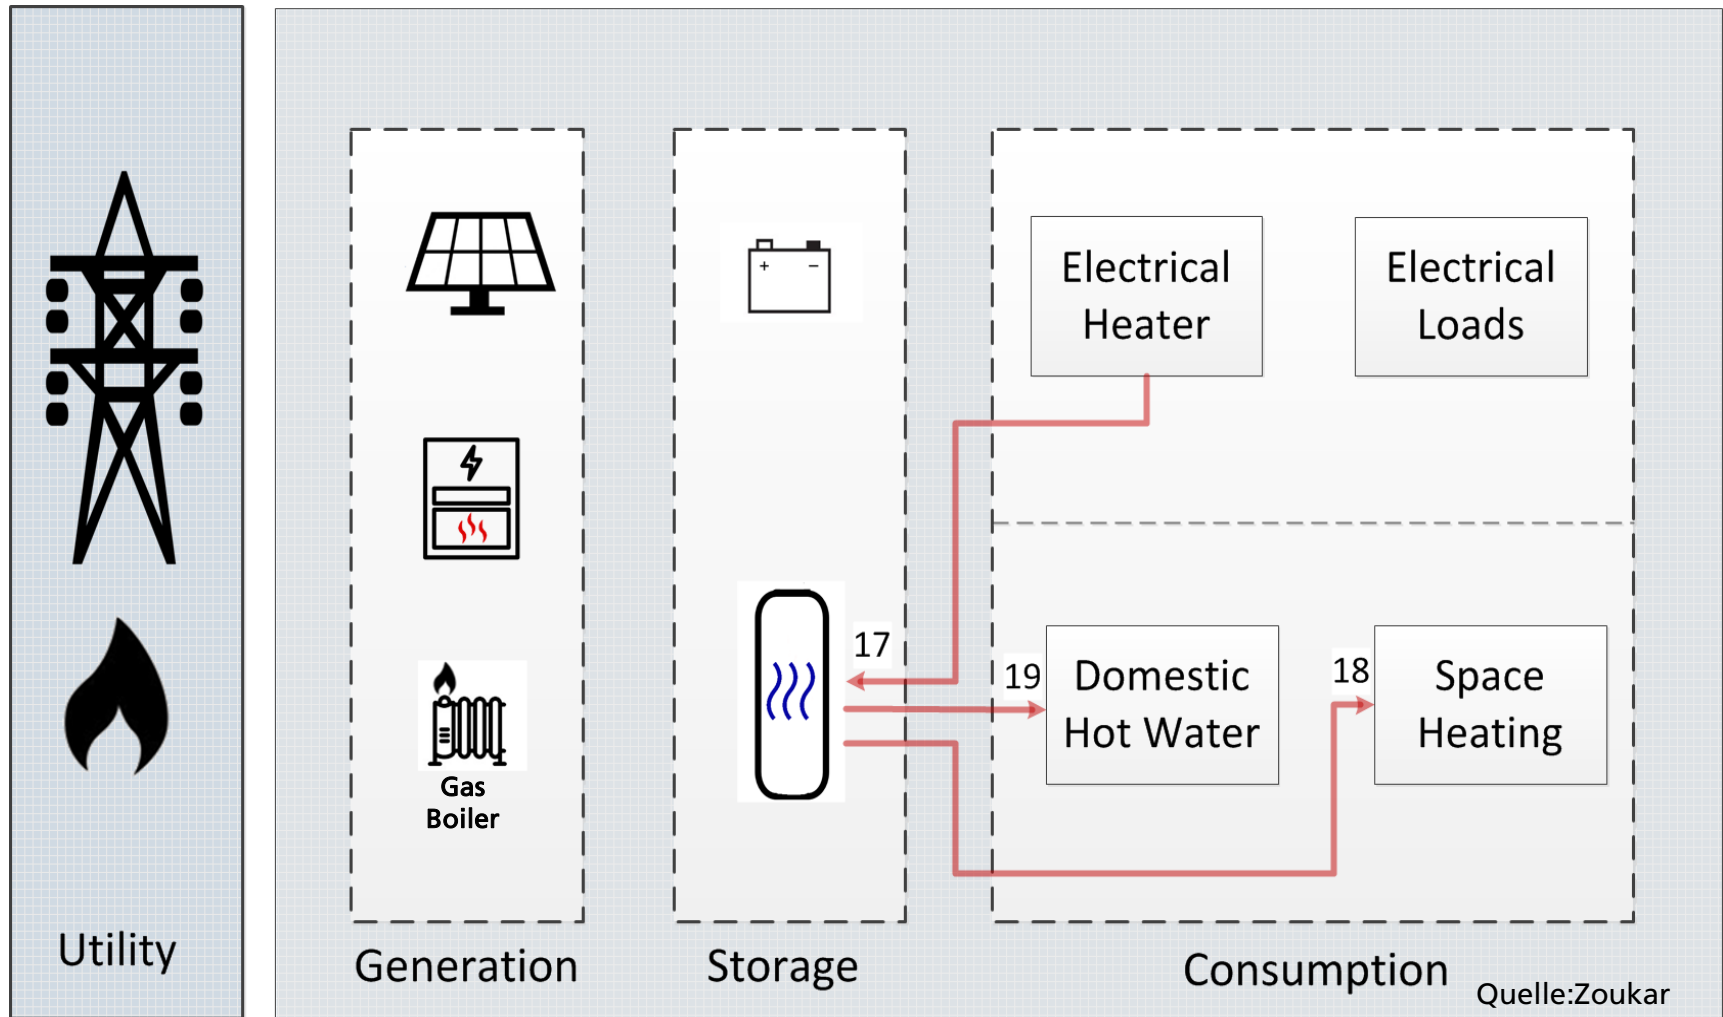 Electrical
Heater
Electrical
Loads
+ −
17
19
Domestic
Hot Water
18
Space
Heating
Gas
Boiler
Utility
Generation
Storage
Consumption
Quelle:Zoukar